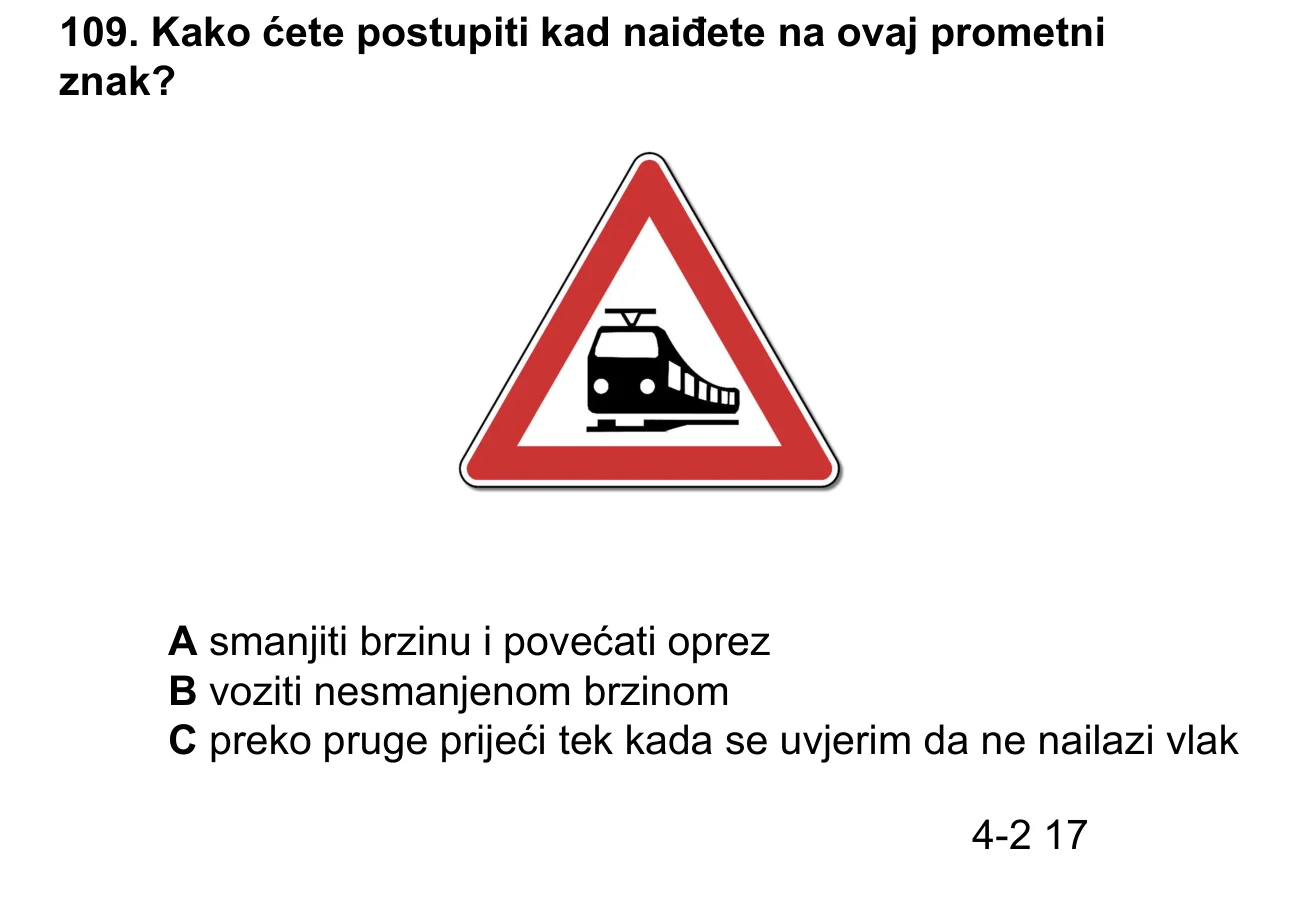 109. Kako ćete postupiti kad naiđete na ovaj prometni
znak?
A smanjiti brzinu i povećati oprez
B voziti nesmanjenom brzinom
C preko pruge prijeći tek kada se uvjerim da ne nailazi vlak
4-2 17